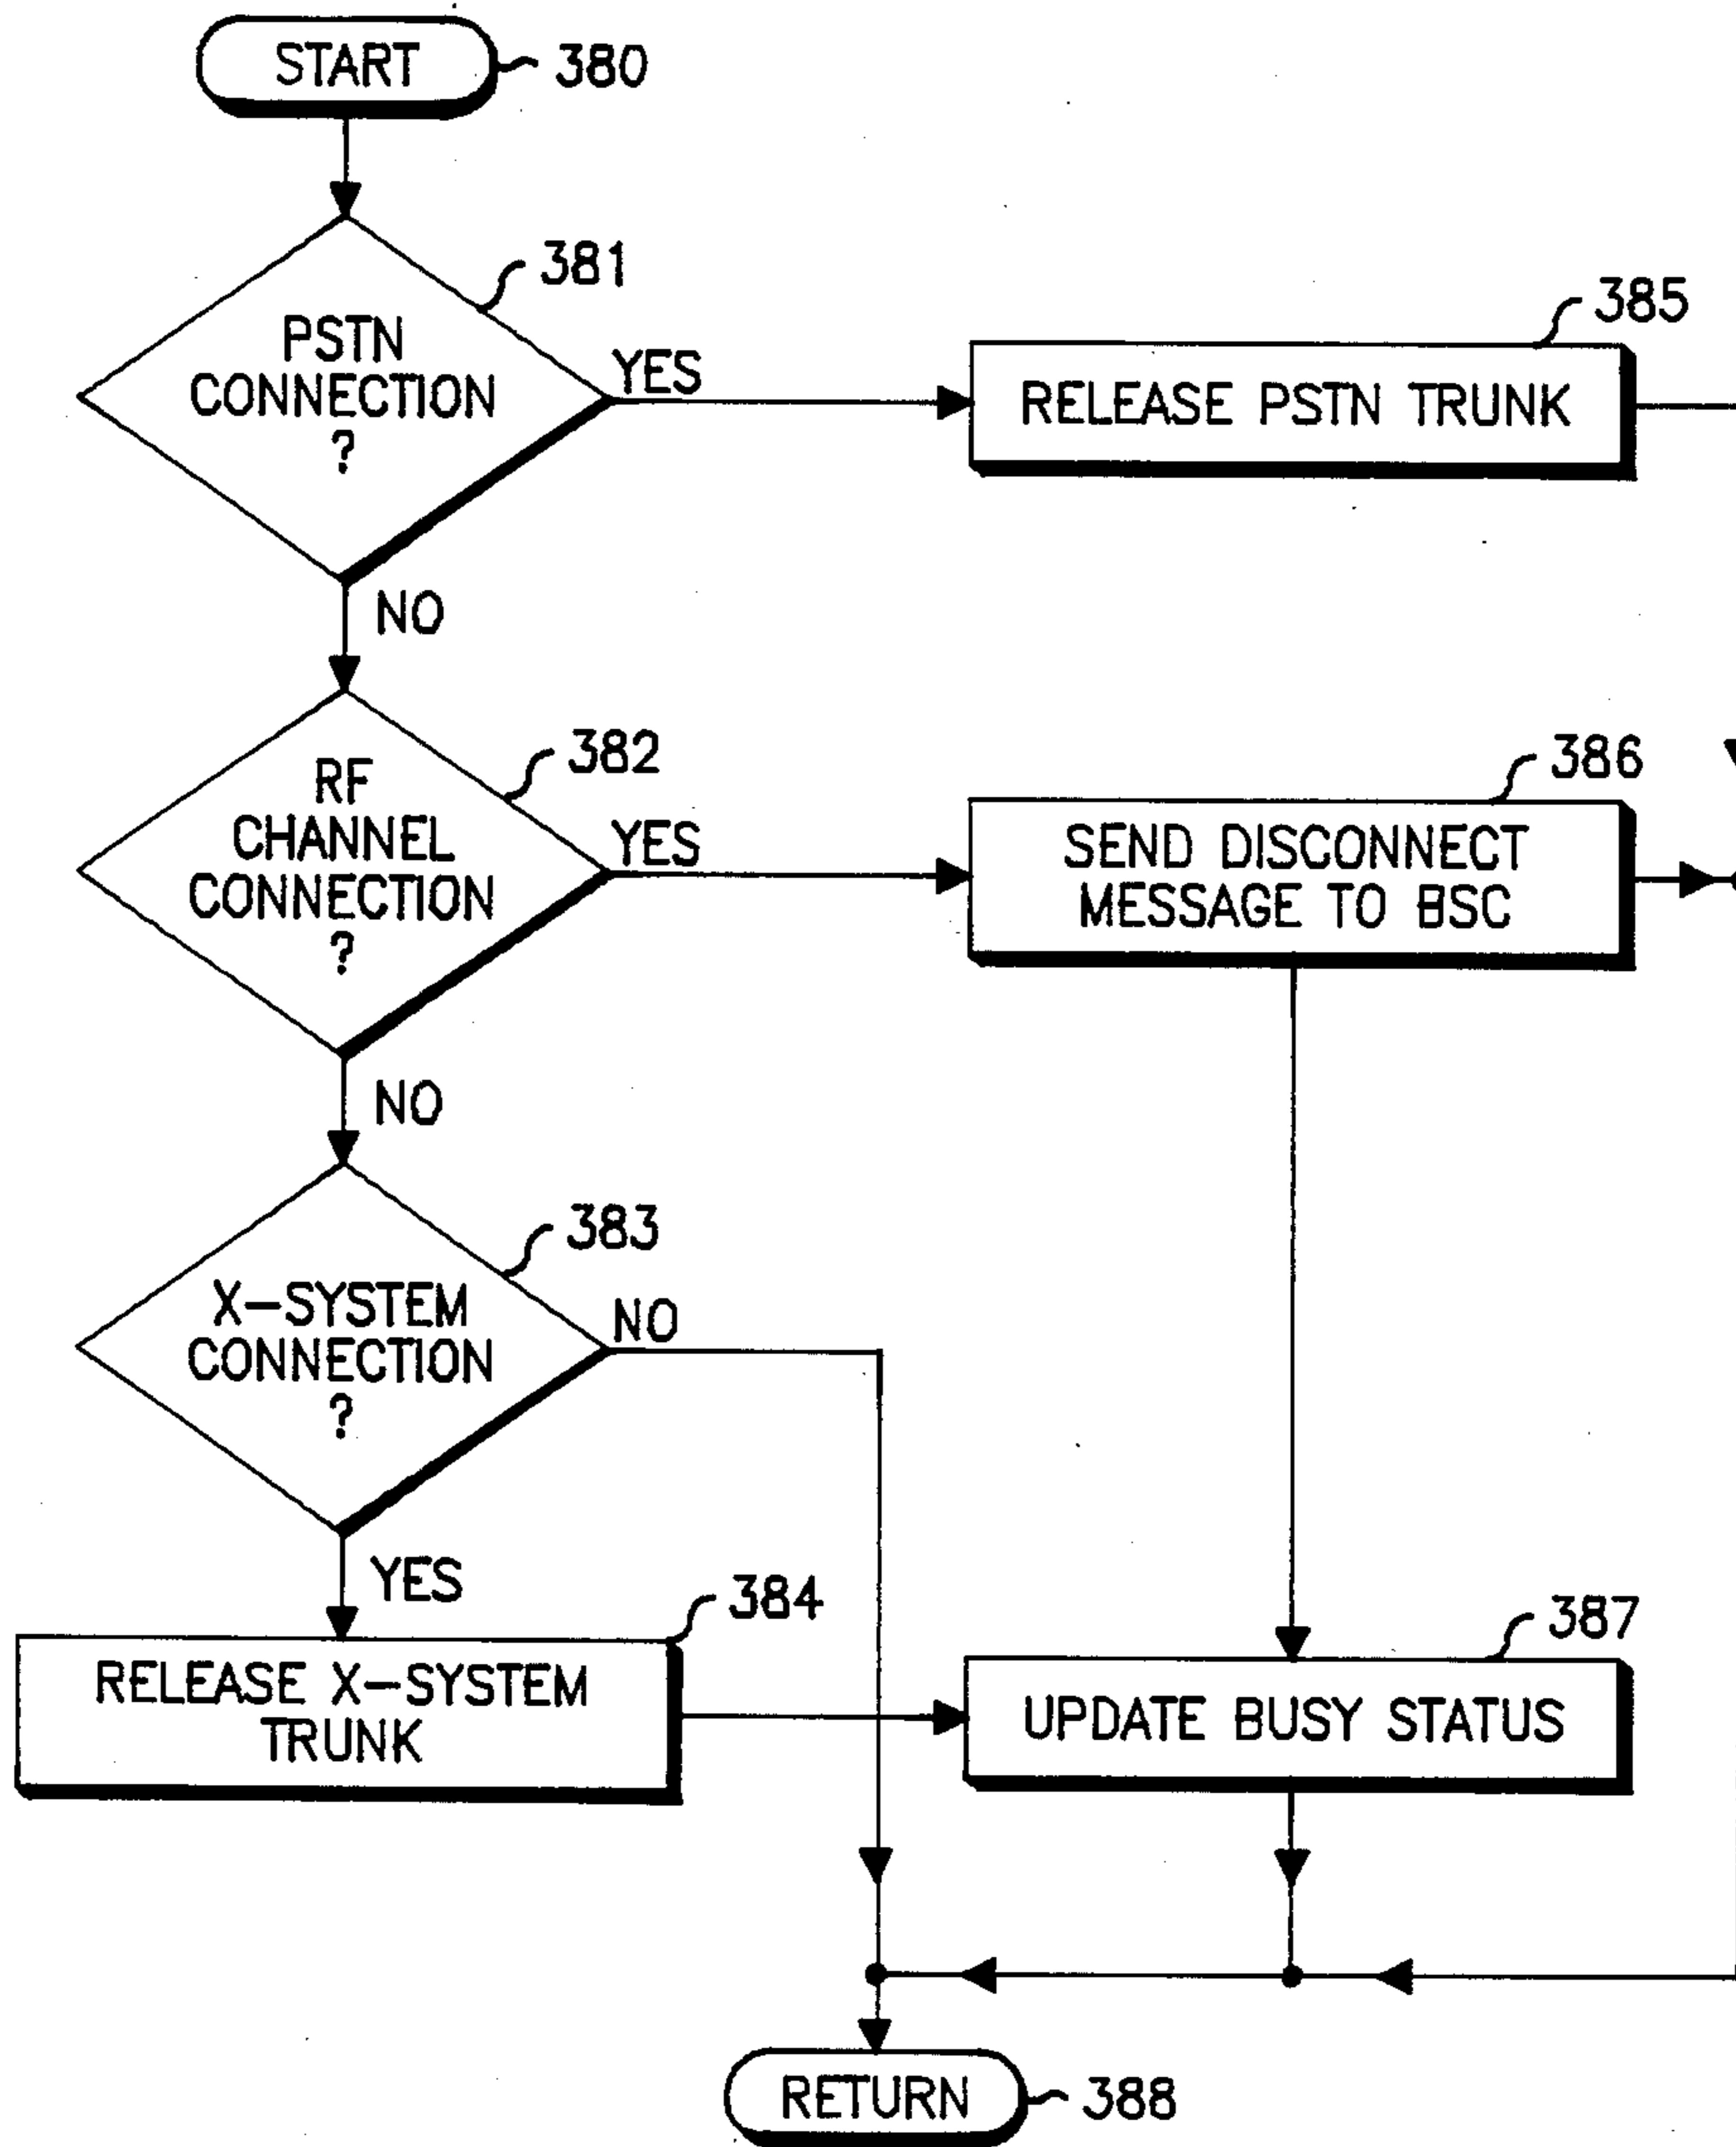 START
380
381
PSTN
CONNECTION
?
YES
385
RELEASE PSTN TRUNK
NO
382
RF
CHANNEL
CONNECTION
?
YES
386
SEND DISCONNECT
MESSAGE TO BSC
NO
383
X-SYSTEM
CONNECTION
?
NO
YES
384
RELEASE X-SYSTEM
TRUNK
387
UPDATE BUSY STATUS
RETURN
388